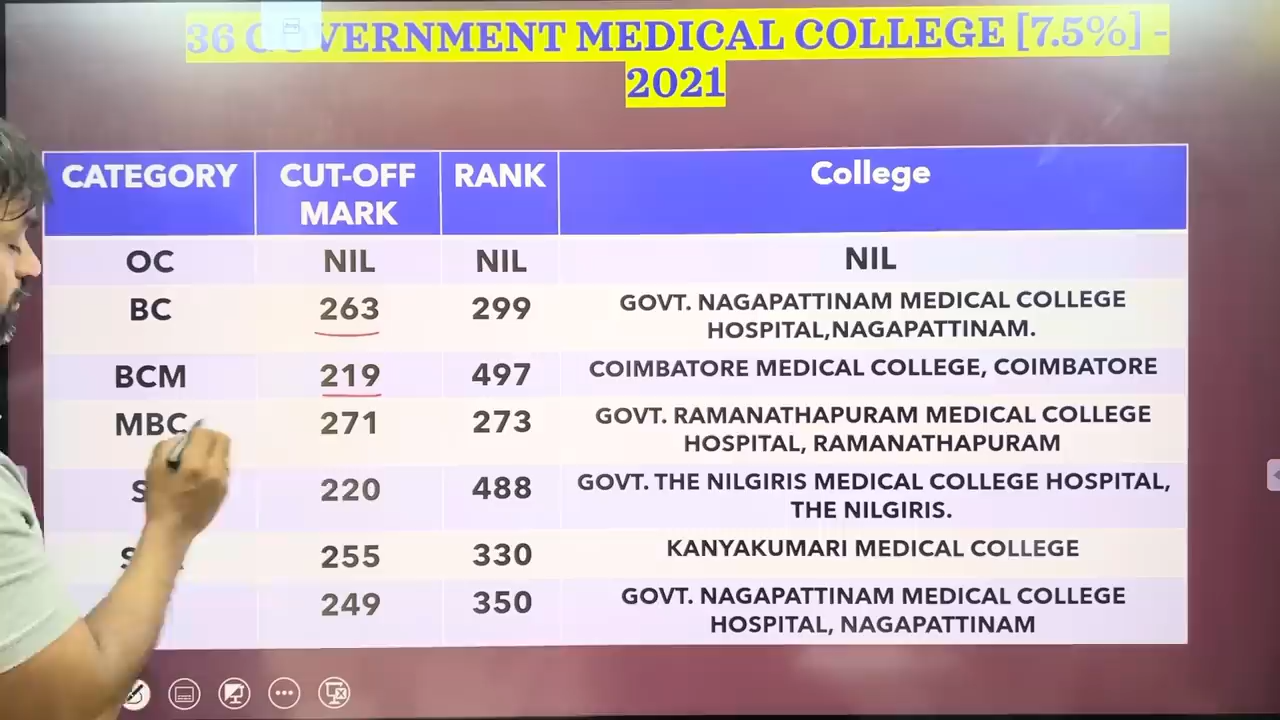 36 GOVERNMENT MEDICAL COLLEGE [7.5%] -
2021
CATEGORY CUT-OFF MARK RANK College
OC NIL NIL NIL
BC 263 299 GOVT. NAGAPATTINAM MEDICAL COLLEGE
HOSPITAL,NAGAPATTINAM.
BCM 219 497 COIMBATORE MEDICAL COLLEGE, COIMBATORE
MBC 271 273 GOVT. RAMANATHAPURAM MEDICAL COLLEGE
HOSPITAL, RAMANATHAPURAM
220 488 GOVT. THE NILGIRIS MEDICAL COLLEGE HOSPITAL,
THE NILGIRIS.
255 330 KANYAKUMARI MEDICAL COLLEGE
249 350 GOVT. NAGAPATTINAM MEDICAL COLLEGE
HOSPITAL, NAGAPATTINAM